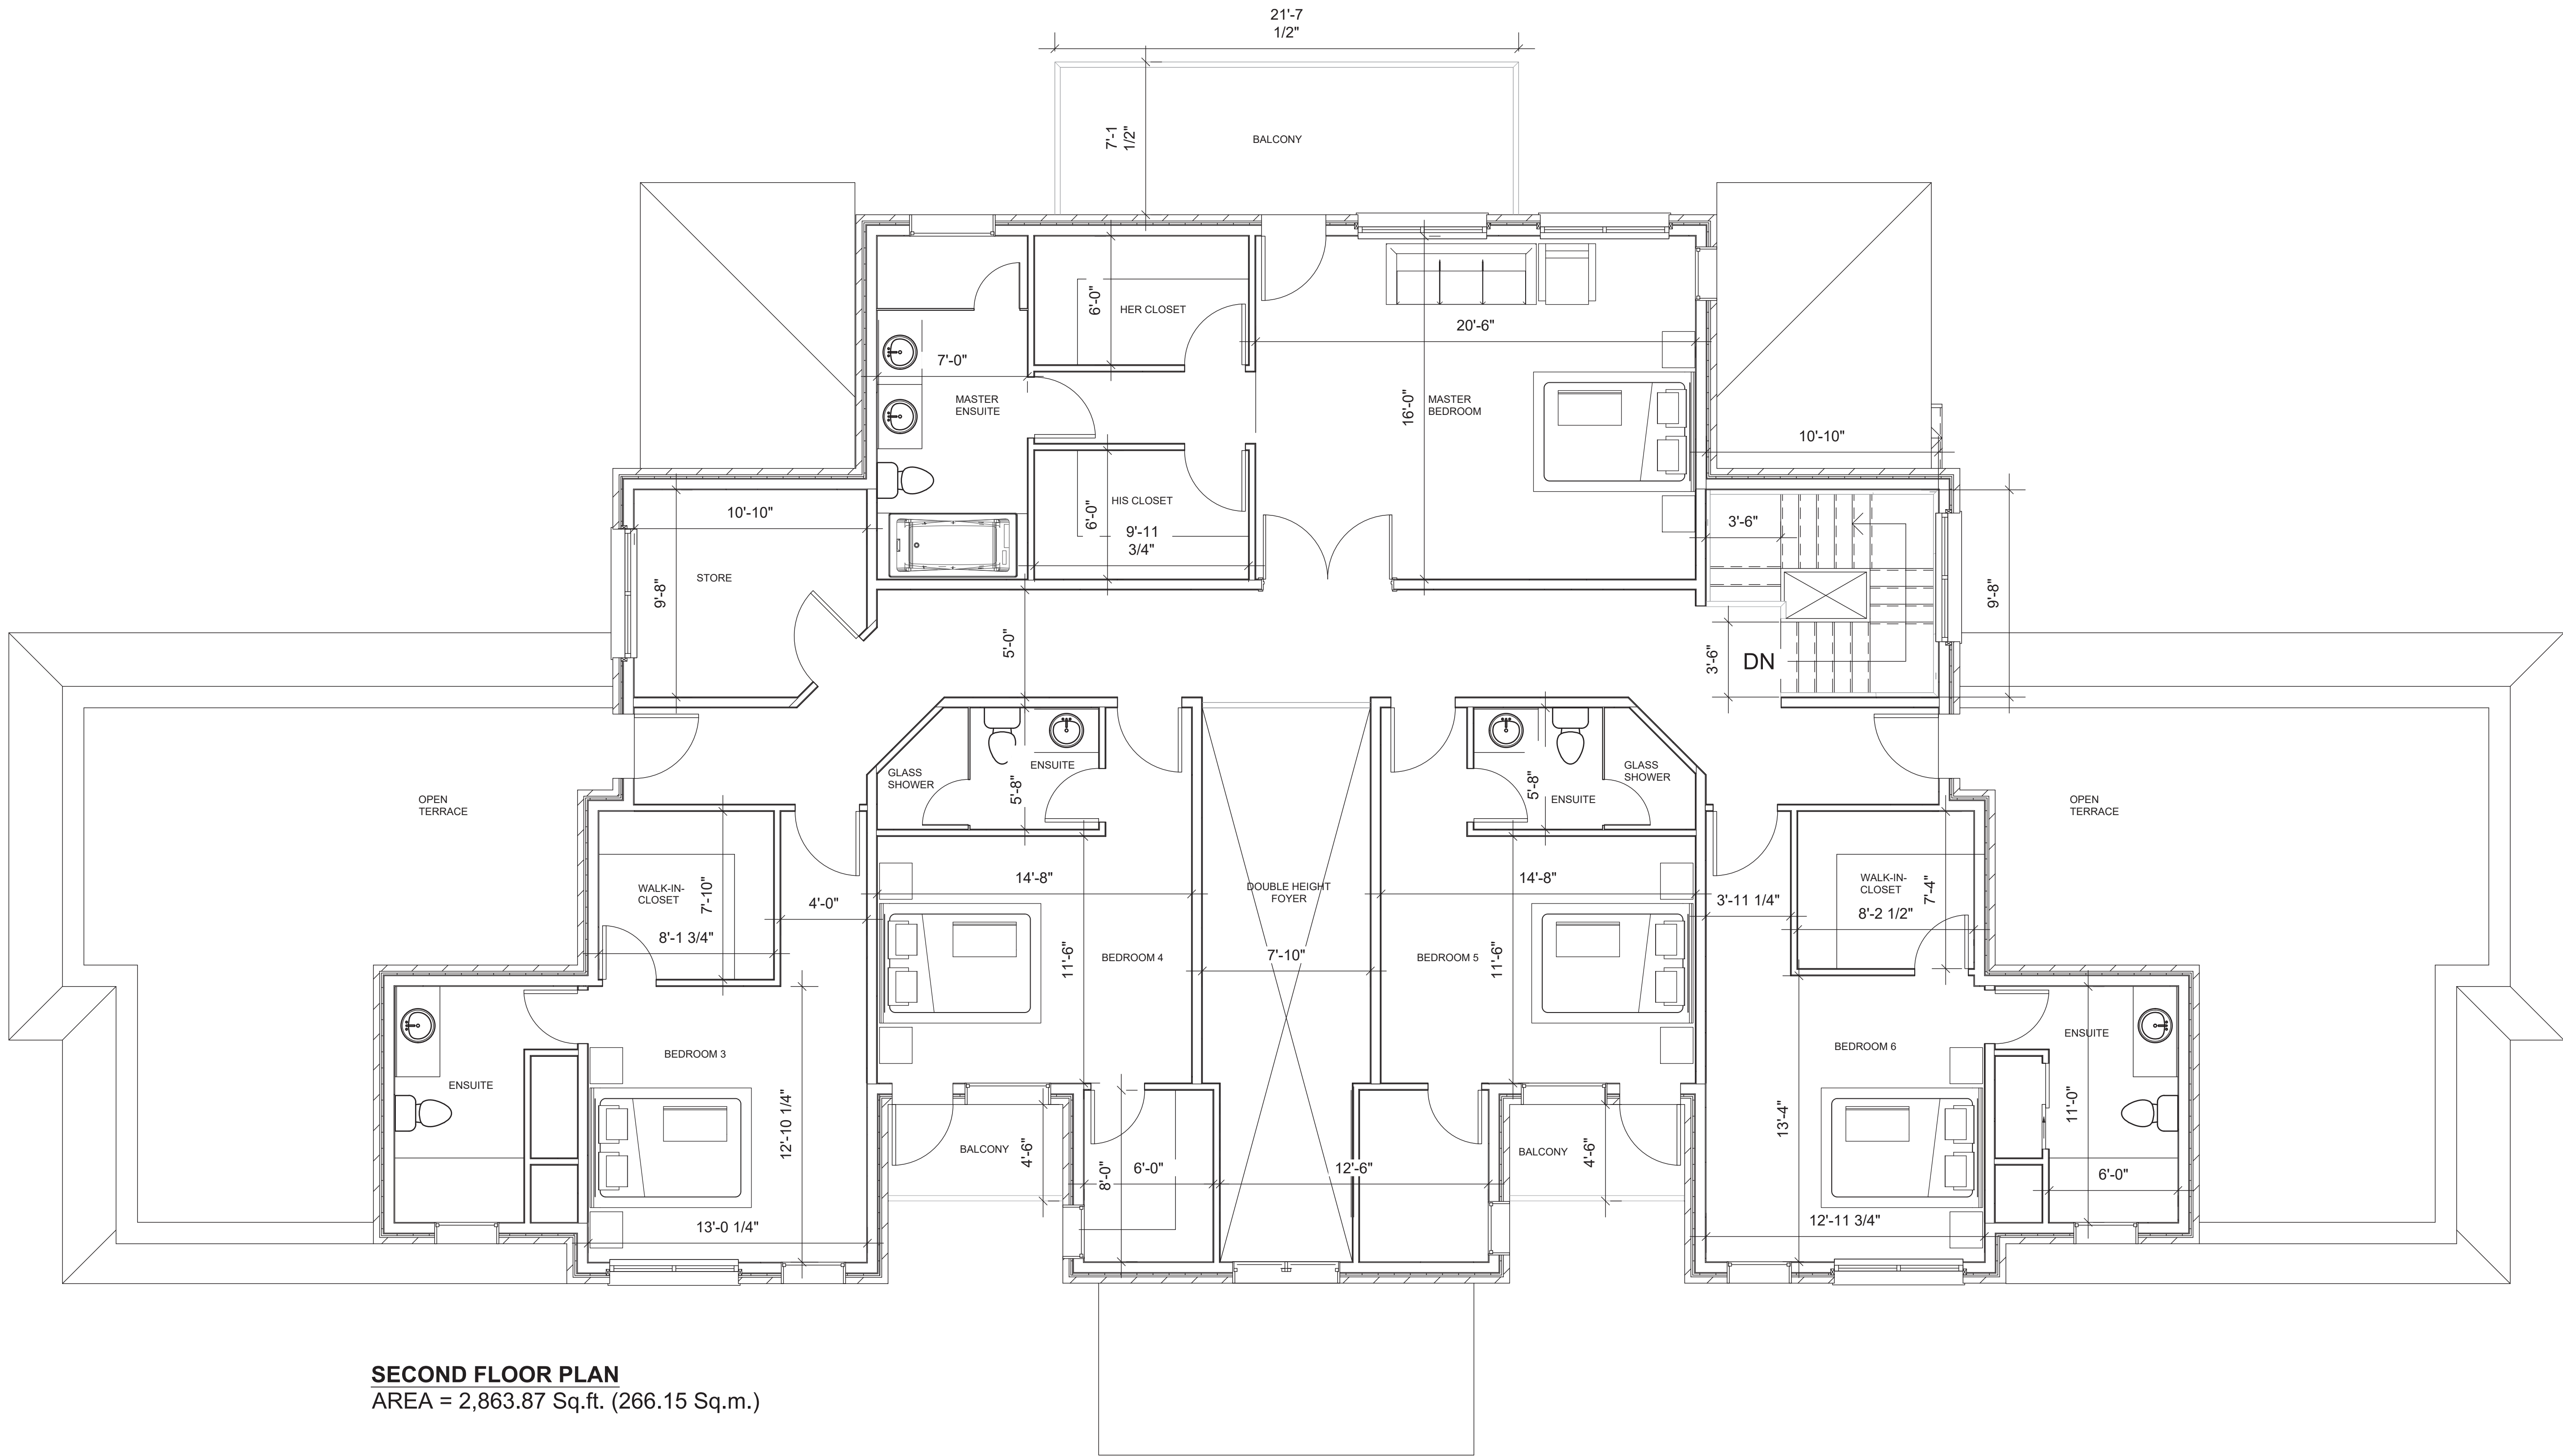 21'-7
1/2"
7'-1
1/2"
BALCONY
6'-0"
HER CLOSET
20'-6"
7'-0"
MASTER
ENSUITE
16'-0"
MASTER
BEDROOM
10'-10"
10'-10"
6'-0"
HIS CLOSET
9'-11
3/4"
3'-6"
STORE
9'-8"
9'-8"
5'-0"
3'-6"
DN
GLASS
SHOWER
5'-8"
ENSUITE
5'-8"
ENSUITE
GLASS
SHOWER
OPEN
TERRACE
OPEN
TERRACE
WALK-IN-
CLOSET
7'-10"
8'-1 3/4"
4'-0"
14'-8"
DOUBLE HEIGHT
FOYER
14'-8"
3'-11 1/4"
WALK-IN-
CLOSET
7'-4"
8'-2 1/2"
11'-6"
BEDROOM 4
7'-10"
BEDROOM 5
11'-6"
BEDROOM 3
ENSUITE
12'-10 1/4"
BEDROOM 6
ENSUITE
13'-4"
11'-0"
BALCONY
4'-6"
8'-0"
6'-0"
12'-6"
BALCONY
4'-6"
6'-0"
13'-0 1/4"
12'-11 3/4"
SECOND FLOOR PLAN
AREA = 2,863.87 Sq.ft. (266.15 Sq.m.)